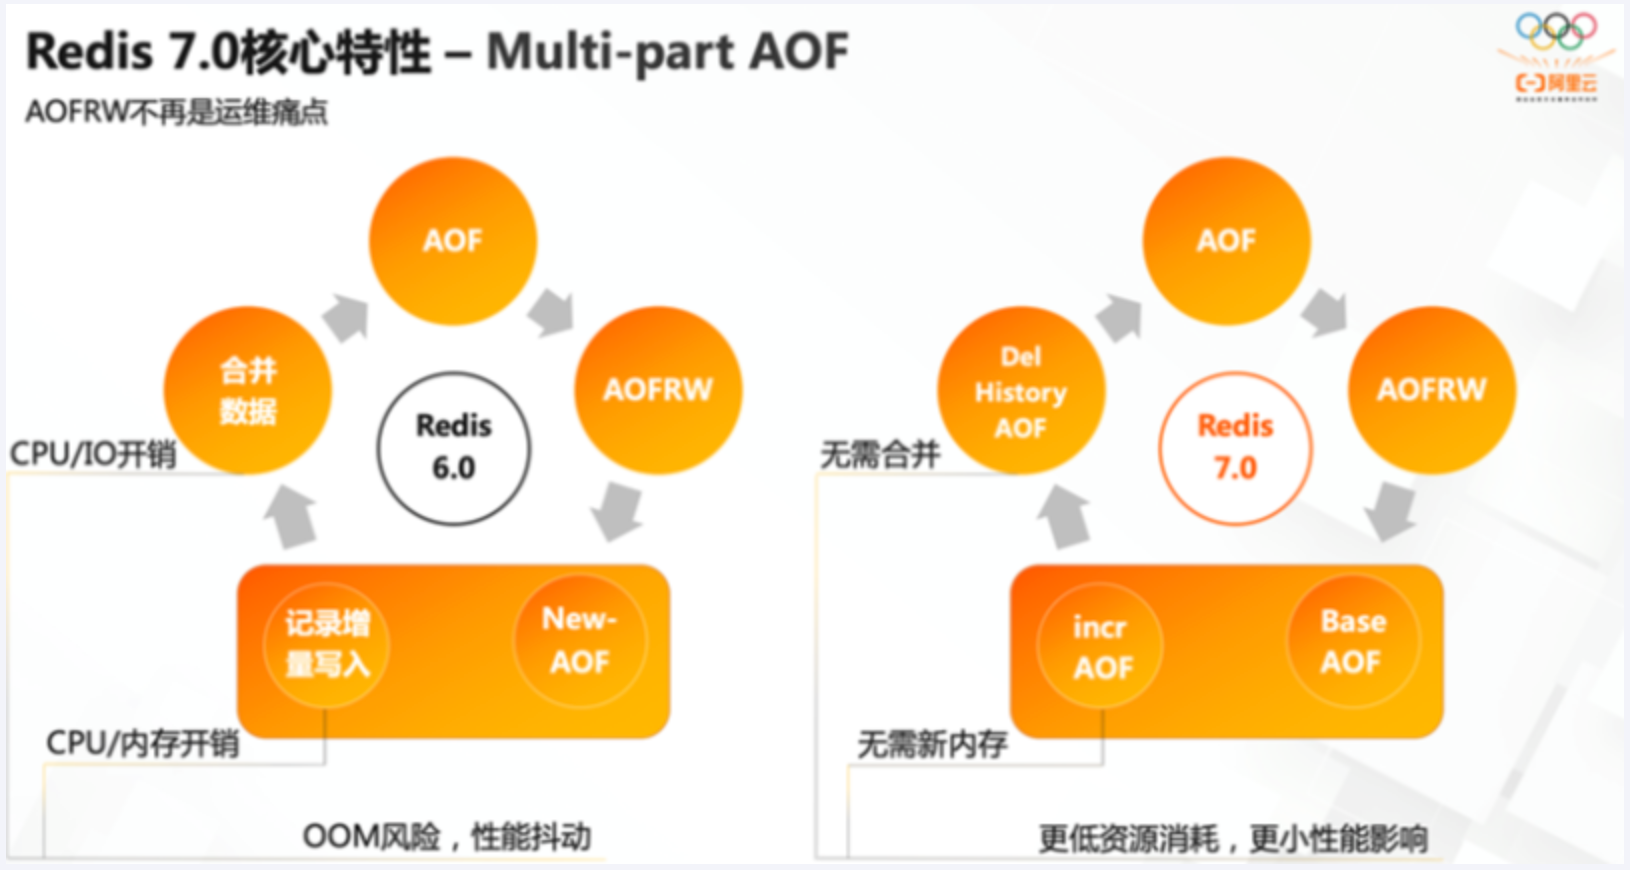 Redis 7.0核心特性 – Multi-part AOF
AOFRW不再是运维痛点
阿里云
AOF
合并
数据
AOFRW
Redis
6.0
CPU/IO开销
记录增
量写入
New-
AOF
CPU/内存开销
OOM风险，性能抖动
AOF
Del
History
AOF
AOFRW
Redis
7.0
无需合并
incr
AOF
Base
AOF
无需新内存
更低资源消耗，更小性能影响